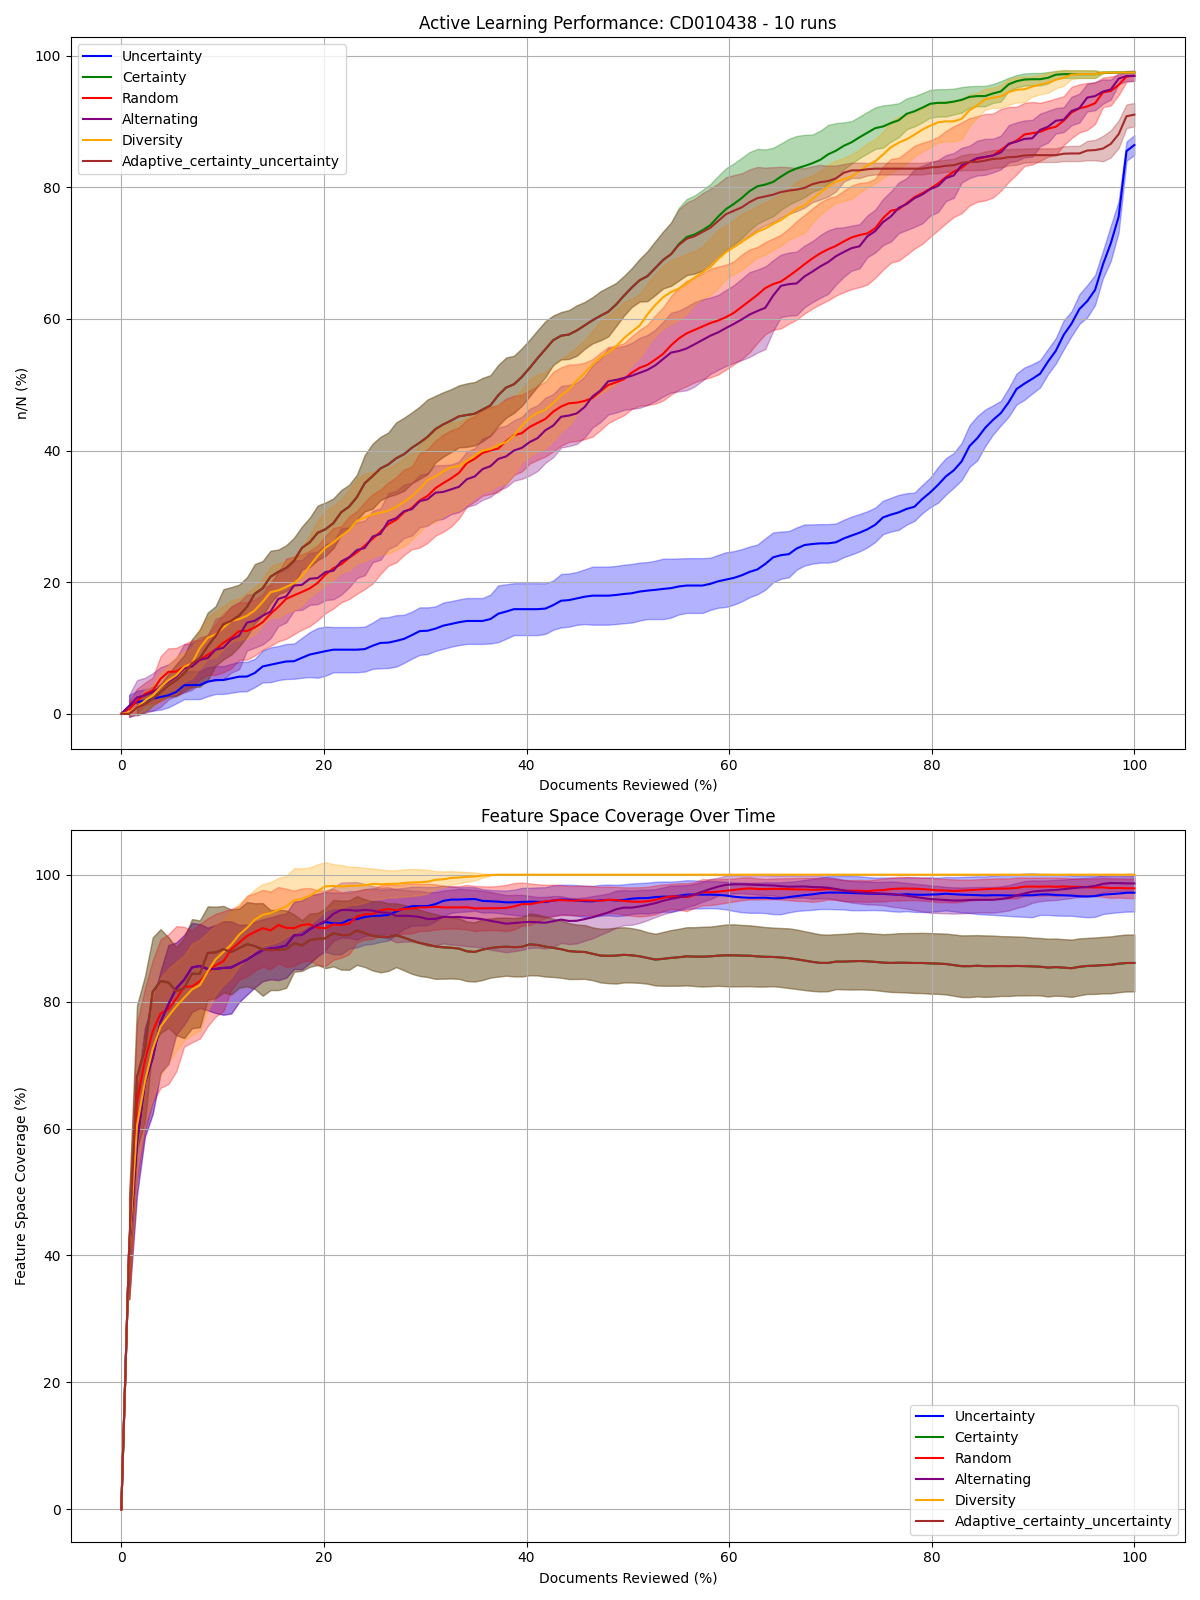 Active Learning Performance: CD010438 - 10 runs
Uncertainty
Certainty
Random
Alternating
Diversity
Adaptive_certainty_uncertainty
100
80
60
40
20
0
n/N (%)
0 20 40 60 80 100
Documents Reviewed (%)
Feature Space Coverage Over Time
100
80
60
40
20
0
Feature Space Coverage (%)
Uncertainty
Certainty
Random
Alternating
Diversity
Adaptive_certainty_uncertainty
0 20 40 60 80 100
Documents Reviewed (%)